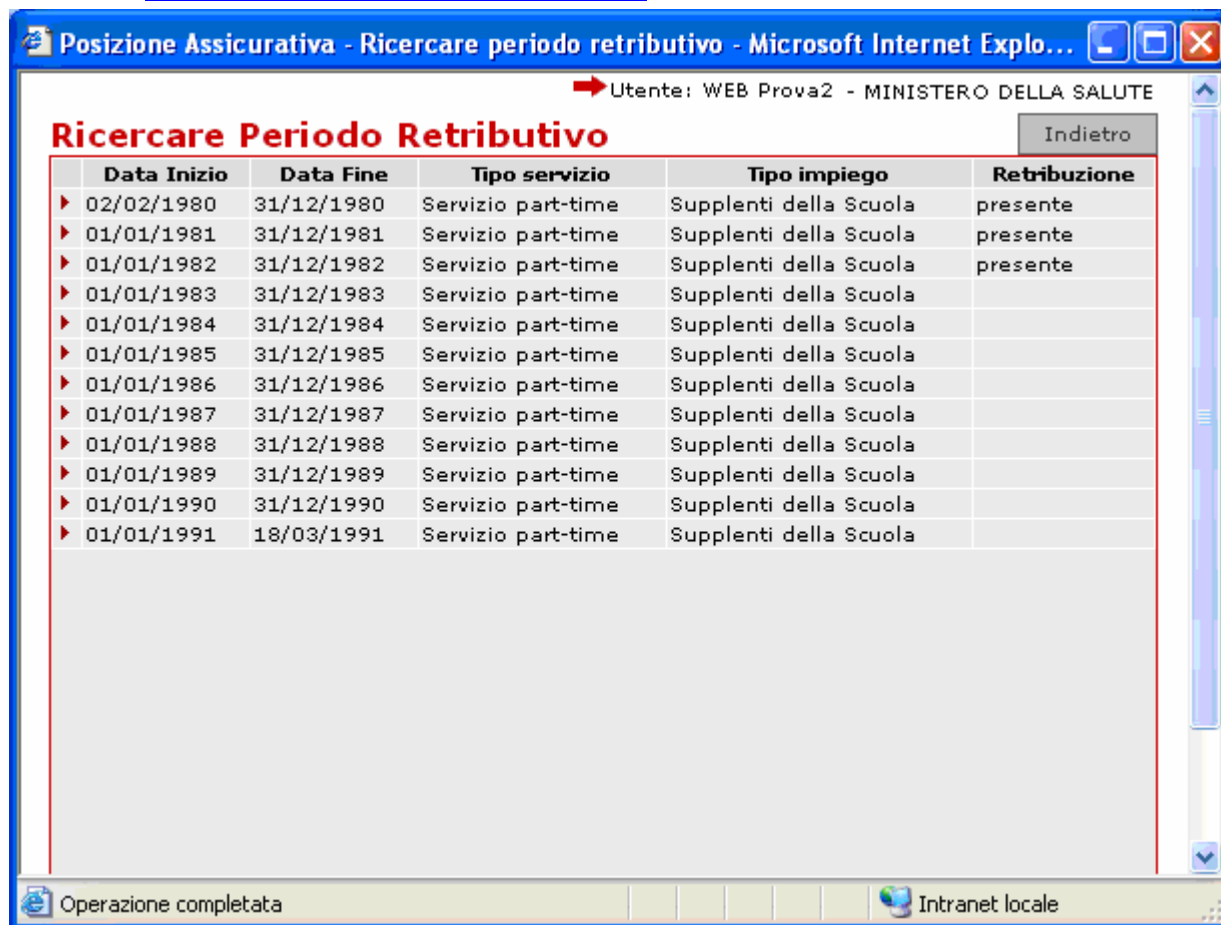 Posizione Assicurativa - Ricercare periodo retributivo - Microsoft Internet Explo...
Utente: WEB Prova2 - MINISTERO DELLA SALUTE
Ricercare Periodo Retributivo Indietro
Data Inizio Data Fine Tipo servizio Tipo impiego Retribuzione
02/02/1980 31/12/1980 Servizio part-time Supplenti della Scuola presente
01/01/1981 31/12/1981 Servizio part-time Supplenti della Scuola presente
01/01/1982 31/12/1982 Servizio part-time Supplenti della Scuola presente
01/01/1983 31/12/1983 Servizio part-time Supplenti della Scuola
01/01/1984 31/12/1984 Servizio part-time Supplenti della Scuola
01/01/1985 31/12/1985 Servizio part-time Supplenti della Scuola
01/01/1986 31/12/1986 Servizio part-time Supplenti della Scuola
01/01/1987 31/12/1987 Servizio part-time Supplenti della Scuola
01/01/1988 31/12/1988 Servizio part-time Supplenti della Scuola
01/01/1989 31/12/1989 Servizio part-time Supplenti della Scuola
01/01/1990 31/12/1990 Servizio part-time Supplenti della Scuola
01/01/1991 18/03/1991 Servizio part-time Supplenti della Scuola
Operazione completata Intranet locale